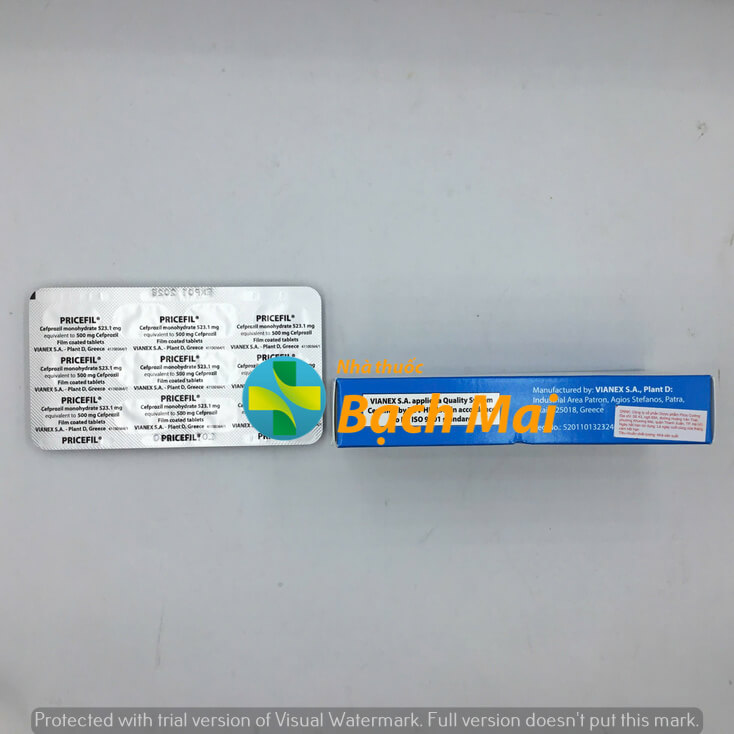 EXP 07 2028
PRICEFIL® PRICEFIL® PRICEFIL®
Cefprozil monohydrate 523.1 mg Cefprozil monohydrate 523.1 mg Cefprozil monohydrate 523.1 mg
equivalent to 500 mg Cefprozil equivalent to 500 mg Cefprozil equivalent to 500 mg Cefprozil
Film coated tablets Film coated tablets Film coated tablets
VIANEX S.A. - Plant D, Greece VIANEX S.A. - Plant D, Greece VIANEX S.A. - Plant D, Greece
PRICEFIL® PRICEFIL®
Cefprozil monohydrate 523.1 mg Cefprozil monohydrate 523.1 mg
equivalent to 500 mg Cefprozil equivalent to 500 mg Cefprozil
Film coated tablets Film coated tablets
VIANEX S.A. - Plant D, Greece VIANEX S.A. - Plant D, Greece
PRICEFIL® PRICEFIL®
Cefprozil monohydrate 523.1 mg Cefprozil monohydrate 523.1 mg
equivalent to 500 mg Cefprozil equivalent to 500 mg Cefprozil
Film coated tablets Film coated tablets
VIANEX S.A. - Plant D, Greece VIANEX S.A. - Plant D, Greece
PRICEFIL® PRICEFIL®
Nhà thuốc
Bạch Mai
VIANEX S.A. applies a Quality System
ISO 9001 standard
Manufactured by: VIANEX S.A., Plant D:
Industrial Area Patron, Agios Stefanos, Patra,
25018, Greece
Protected with trial version of Visual Watermark. Full version doesn't put this mark.